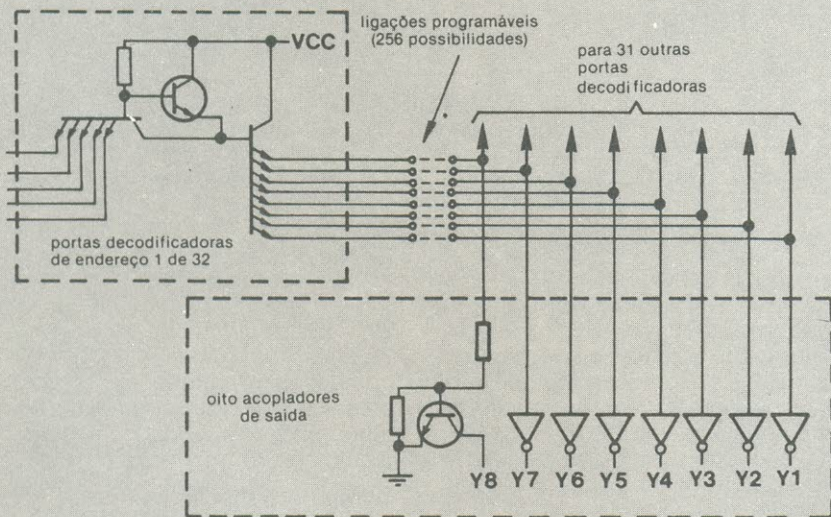 ligações programáveis
(256 possibilidades)
para 31 outras
portas
decodificadoras
VCC
portas decodificadoras
de endereço 1 de 32
oito acopladores
de saida
Y8 Y7 Y6 Y5 Y4 Y3 Y2 Y1